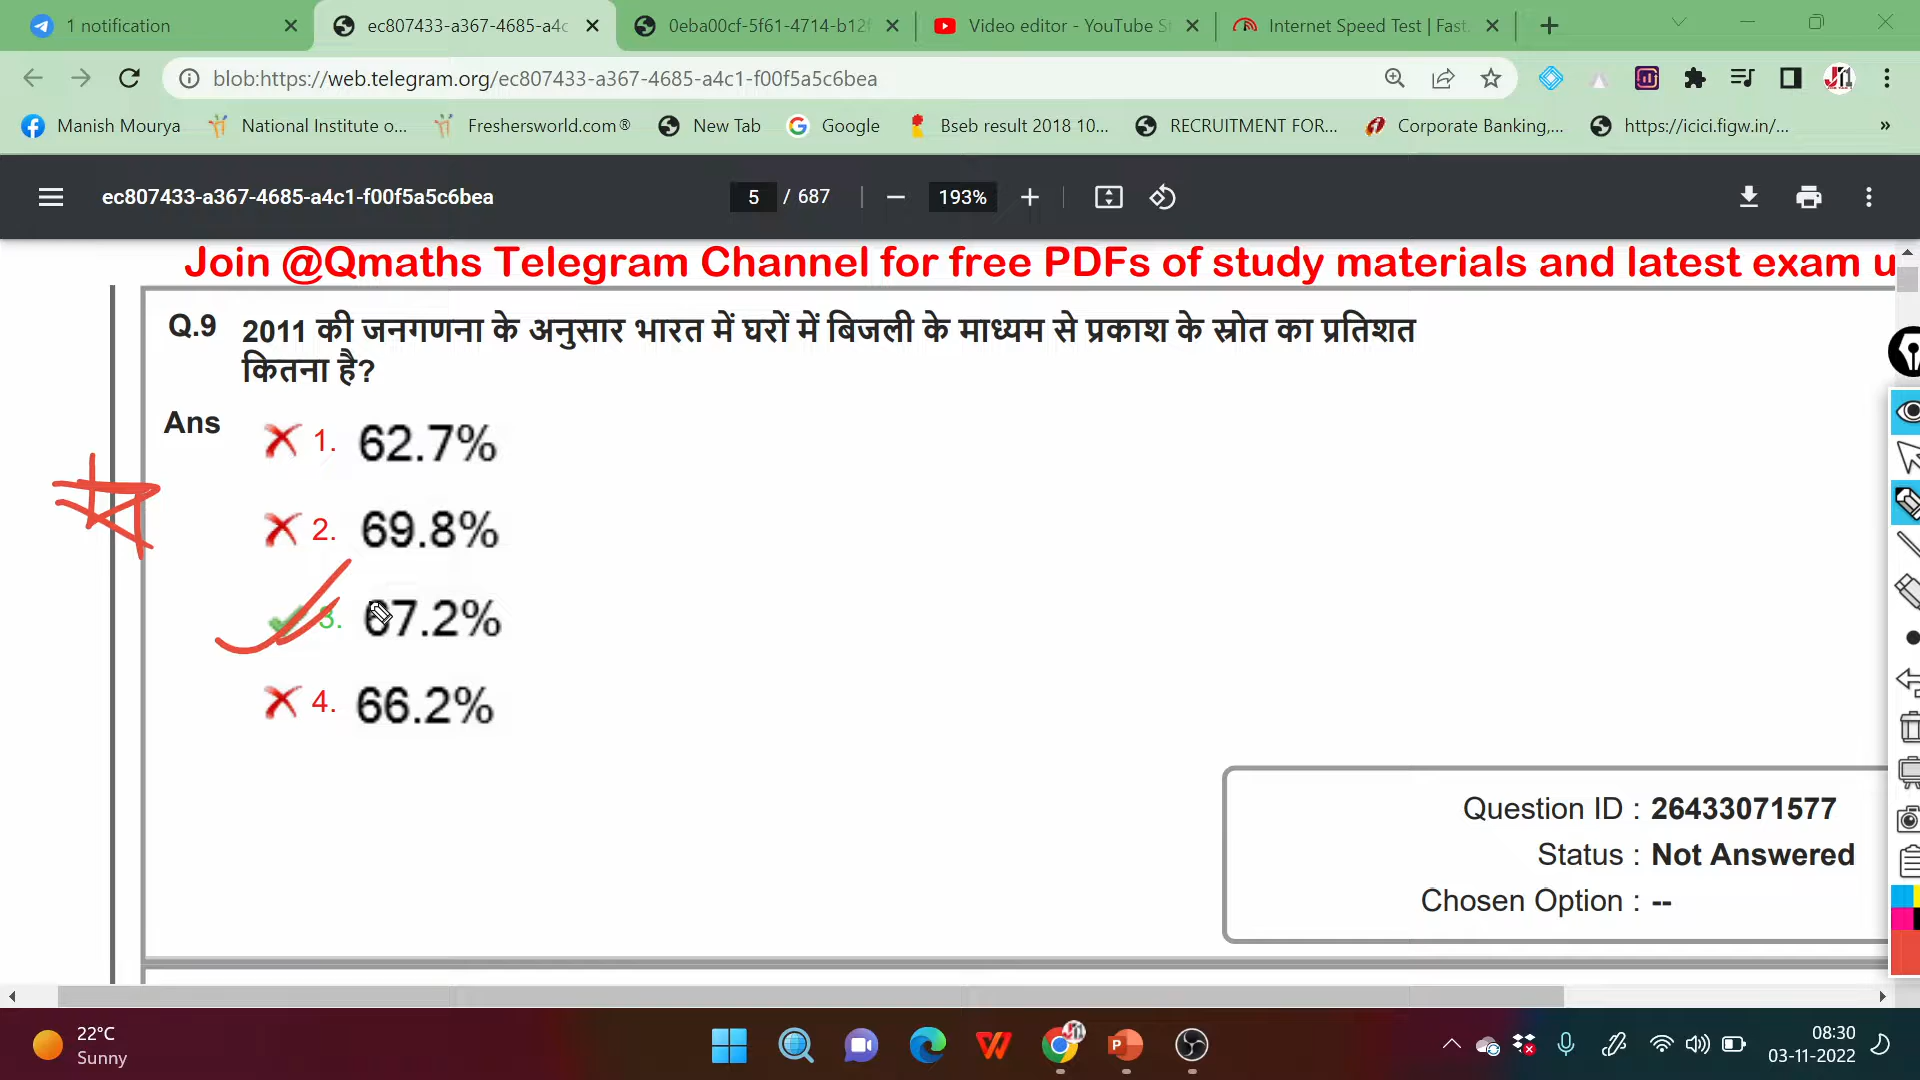 1 notification
ec807433-a367-4685-a4c
0eba00cf-5f61-4714-b12f
Video editor - YouTube St
Internet Speed Test | Fast.
blob:https://web.telegram.org/ec807433-a367-4685-a4c1-f00f5a5c6bea
Manish Mourya
National Institute o...
Freshersworld.com®
New Tab
Google
Bseb result 2018 10...
RECRUITMENT FOR...
Corporate Banking,...
https://icici.figw.in/...
»
ec807433-a367-4685-a4c1-f00f5a5c6bea
5 / 687
193%
Join @Qmaths Telegram Channel for free PDFs of study materials and latest exam u
Q.9 2011 की जनगणना के अनुसार भारत में घरों में बिजली के माध्यम से प्रकाश के स्रोत का प्रतिशत
कितना है?
Ans
1. 62.7%
2. 69.8%
3. 67.2%
4. 66.2%
Question ID : 26433071577
Status : Not Answered
Chosen Option : --
22°C
Sunny
08:30
03-11-2022